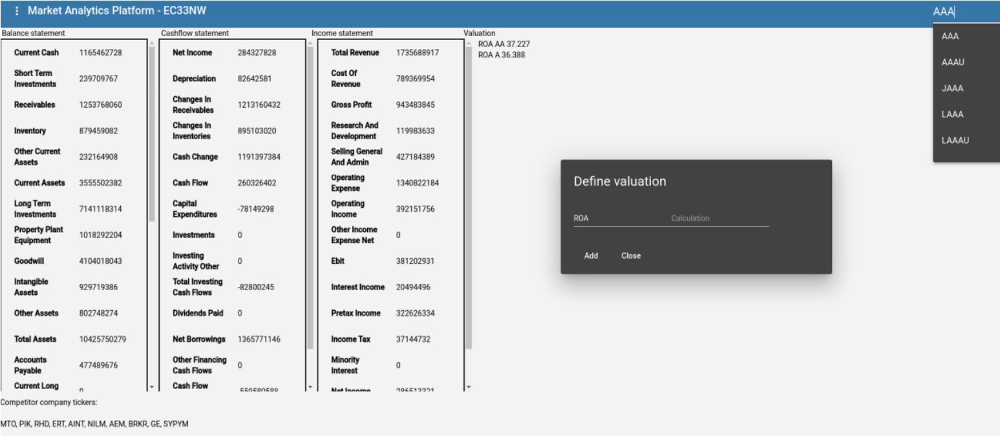 Market Analytics Platform - EC33NW
AAA
AAA
AAAU
JAAA
LAAA
LAAAU
Balance statement
Current Cash 1165462728
Short Term
Investments 239709767
Receivables 1253768060
Inventory 879459082
Other Current
Assets 232164908
Current Assets 3555502382
Long Term
Investments 7141118314
Property Plant
Equipment 1018292204
Goodwill 4104018043
Intangible
Assets 929719386
Other Assets 802748274
Total Assets 10425750279
Accounts
Payable 477489676
Current Long 0
Cashflow statement
Net Income 284327828
Depreciation 82642581
Changes In
Receivables 1213160432
Changes In
Inventories 895103020
Cash Change 1191397384
Cash Flow 260326402
Capital
Expenditures -78149298
Investments 0
Investing
Activity Other 0
Total Investing
Cash Flows -82800245
Dividends Paid 0
Net Borrowings 1365771146
Other Financing
Cash Flows 0
Cash Flow
Income statement
Total Revenue 1735688917
Cost Of
Revenue 789369954
Gross Profit 943483845
Research And
Development 119983633
Selling General
And Admin 427184389
Operating
Expense 1340822184
Operating
Income 392151756
Other Income
Expense Net 0
Ebit 381202931
Interest Income 20494496
Pretax Income 322626334
Income Tax 37144732
Minority
Interest 0
Net Income
Valuation
ROA AA 37.227
ROA A 36.388
Define valuation
ROA Calculation
Add Close
Competitor company tickers:
MTO, PIK, RHD, ERT, AINT, NILM, AEM, BRKR, GE, SYPYM